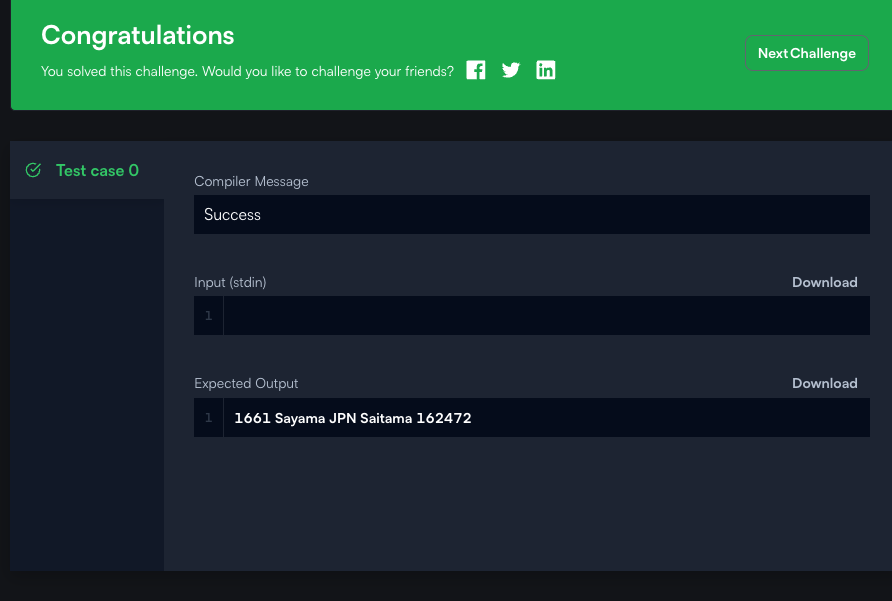 Congratulations
You solved this challenge. Would you like to challenge your friends?
Next Challenge
Test case 0
Compiler Message
Success
Input (stdin)
Download
1
Expected Output
Download
1 1661 Sayama JPN Saitama 162472